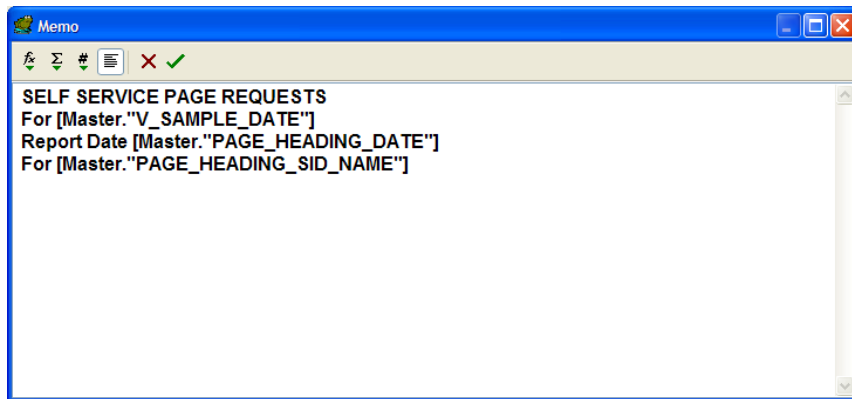 Memo
SELF SERVICE PAGE REQUESTS
For [Master."V_SAMPLE_DATE"]
Report Date [Master."PAGE_HEADING_DATE"]
For [Master."PAGE_HEADING_SID_NAME"]